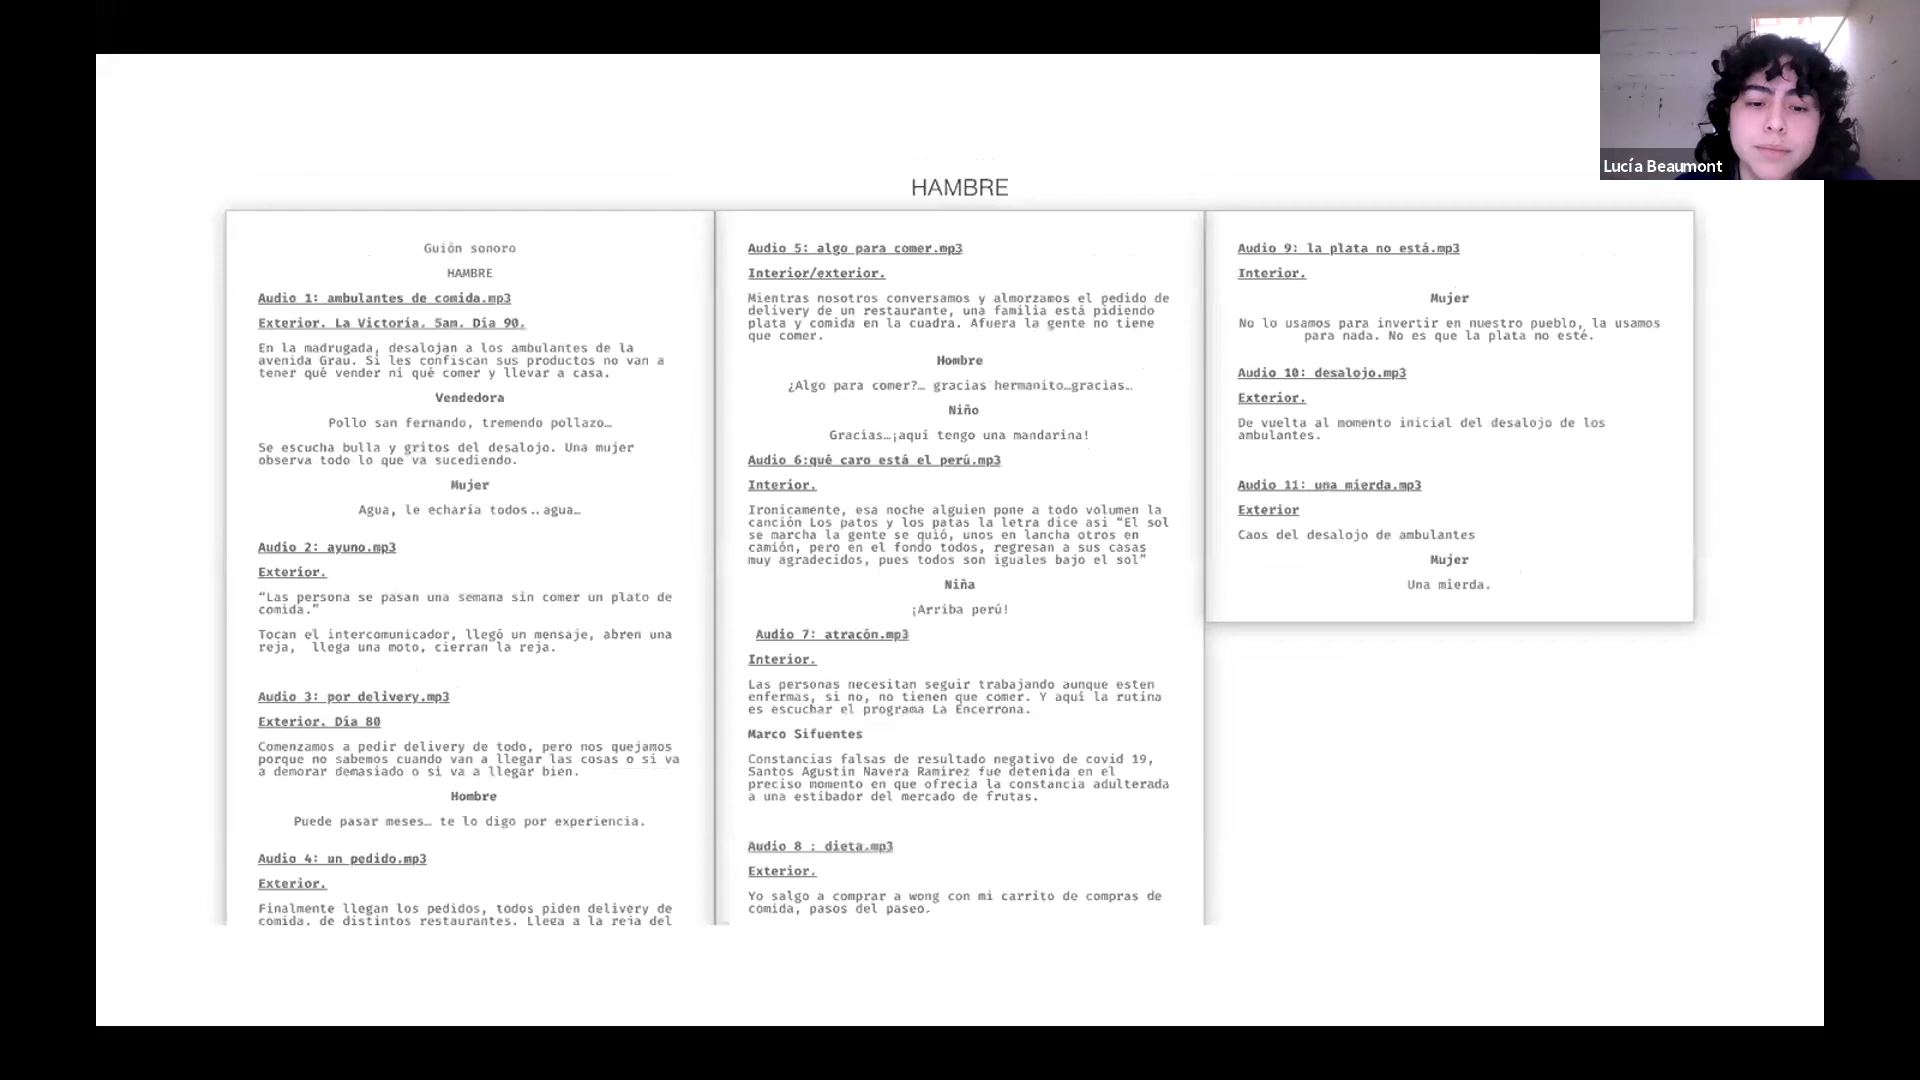 HAMBRE
Guión sonoro
HAMBRE
Audio 1: ambulantes de comida.mp3
Exterior. La Victoria. 5am. Día 90.
En la madrugada, desalojan a los ambulantes de la
avenida Grau. Si les confiscan sus productos no van a
tener qué vender ni qué comer y llevar a casa.
Vendedora
Pollo san fernando, tremendo pollazo…
Se escucha bulla y gritos del desalojo. Una mujer
observa todo lo que va sucediendo.
Mujer
Agua, le echaría todos..agua…
Audio 2: ayuno.mp3
Exterior.
“Las persona se pasan una semana sin comer un plato de
comida.”
Tocan el intercomunicador, llegó un mensaje, abren una
reja, llega una moto, cierran la reja.
Audio 3: por delivery.mp3
Exterior. Día 80
Comenzamos a pedir delivery de todo, pero nos quejamos
porque no sabemos cuando van a llegar las cosas o si va
a demorar demasiado o si va a llegar bien.
Hombre
Puede pasar meses… te lo digo por experiencia.
Audio 4: un pedido.mp3
Exterior.
Finalmente llegan los pedidos, todos piden delivery de
comida. de distintos restaurantes. Llega a la reja del
Audio 5: algo para comer.mp3
Interior/exterior.
Mientras nosotros conversamos y almorzamos el pedido de
delivery de un restaurante, una familia está pidiendo
plata y comida en la cuadra. Afuera la gente no tiene
que comer.
Hombre
¿Algo para comer?… gracias hermanito…gracias…
Niño
Gracias…¡aqui tengo una mandarina!
Audio 6:qué caro está el perú.mp3
Interior.
Ironicamente, esa noche alguien pone a todo volumen la
canción Los patos y los patas la letra dice asi “El sol
se marcha la gente se quió, unos en lancha otros en
camión, pero en el fondo todos, regresan a sus casas
muy agradecidos, pues todos son iguales bajo el sol”
Niña
¡Arriba perú!
Audio 7: atracón.mp3
Interior.
Las personas necesitan seguir trabajando aunque esten
enfermas, si no, no tienen que comer. Y aquí la rutina
es escuchar el programa La Encerrona.
Marco Sifuentes
Constancias falsas de resultado negativo de covid 19,
Santos Agustin Navera Ramirez fue detenida en el
preciso momento en que ofrecia la constancia adulterada
a una estibador del mercado de frutas.
Audio 8 : dieta.mp3
Exterior.
Yo salgo a comprar a wong con mi carrito de compras de
comida, pasos del paseo.
Audio 9: la plata no está.mp3
Interior.
Mujer
No lo usamos para invertir en nuestro pueblo, la usamos
para nada. No es que la plata no esté.
Audio 10: desalojo.mp3
Exterior.
De vuelta al momento inicial del desalojo de los
ambulantes.
Audio 11: una mierda.mp3
Exterior
Caos del desalojo de ambulantes
Mujer
Una mierda.
Lucía Beaumont